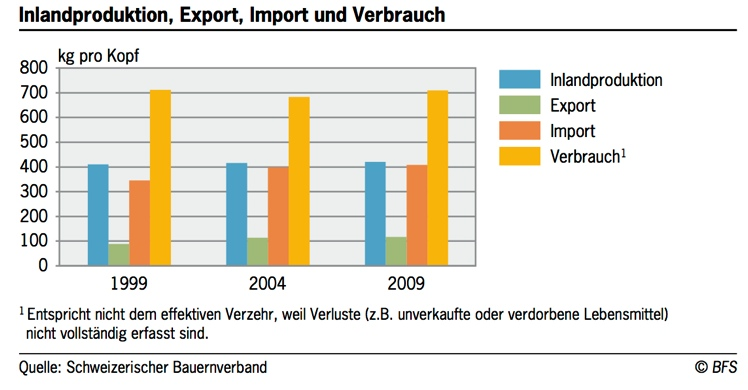 Inlandproduktion, Export, Import und Verbrauch
kg pro Kopf
800
700
600
500
400
300
200
100
0
1999
2004
2009
Inlandproduktion
Export
Import
Verbrauch¹
¹ Entspricht nicht dem effektiven Verzehr, weil Verluste (z.B. unverkaufte oder verdorbene Lebensmittel)
nicht vollständig erfasst sind.
Quelle: Schweizerischer Bauernverband
© BFS